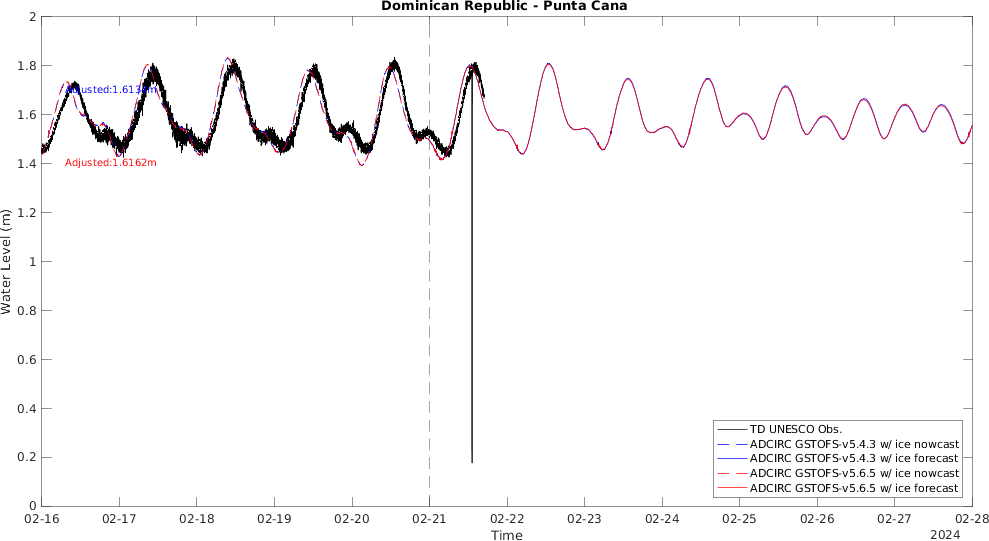 Dominican Republic - Punta Cana
2
1.8
1.6
1.4
1.2
1
0.8
0.6
0.4
0.2
0
Water Level (m)
Adjusted:1.6134m
Adjusted:1.6162m
TD UNESCO Obs.
ADCIRC GSTOFS-v5.4.3 w/ ice nowcast
ADCIRC GSTOFS-v5.4.3 w/ ice forecast
ADCIRC GSTOFS-v5.6.5 w/ ice nowcast
ADCIRC GSTOFS-v5.6.5 w/ ice forecast
02-16 02-17 02-18 02-19 02-20 02-21 02-22 02-23 02-24 02-25 02-26 02-27 02-28
Time
2024